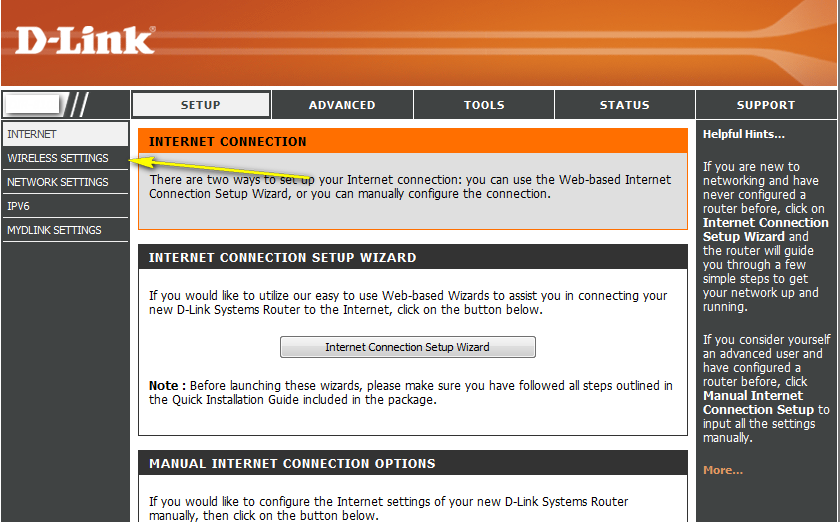 D-Link®
SETUP
ADVANCED
TOOLS
STATUS
SUPPORT
INTERNET
WIRELESS SETTINGS
NETWORK SETTINGS
IPV6
MYDLINK SETTINGS
INTERNET CONNECTION
There are two ways to set up your Internet connection: you can use the Web-based Internet
Connection Setup Wizard, or you can manually configure the connection.
INTERNET CONNECTION SETUP WIZARD
If you would like to utilize our easy to use Web-based Wizards to assist you in connecting your
new D-Link Systems Router to the Internet, click on the button below.
Internet Connection Setup Wizard
Note : Before launching these wizards, please make sure you have followed all steps outlined in
the Quick Installation Guide included in the package.
MANUAL INTERNET CONNECTION OPTIONS
If you would like to configure the Internet settings of your new D-Link Systems Router
manually, then click on the button below.
Helpful Hints...
If you are new to
networking and have
never configured a
router before, click on
Internet Connection
Setup Wizard and
the router will guide
you through a few
simple steps to get
your network up and
running.
If you consider yourself
an advanced user and
have configured a
router before, click
Manual Internet
Connection Setup to
input all the settings
manually.
More...